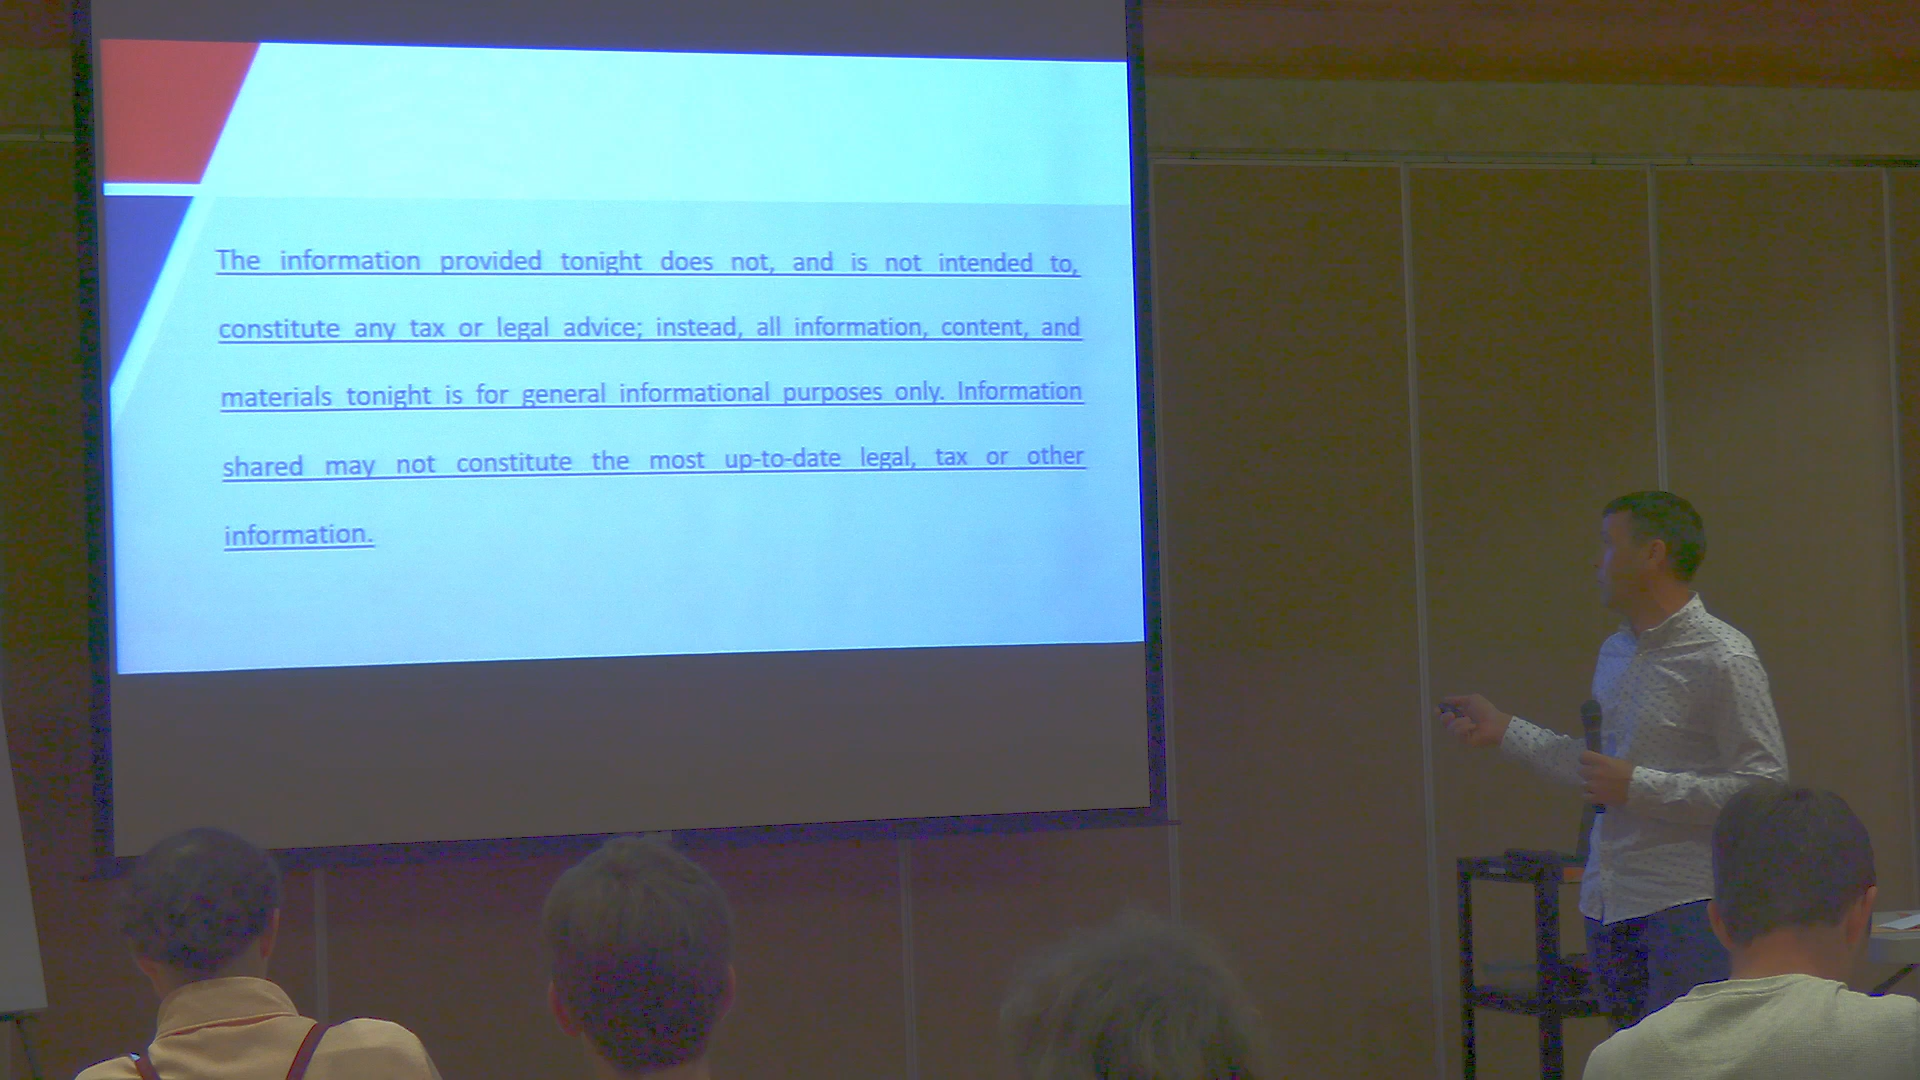 The information provided tonight does not, and is not intended to,
constitute any tax or legal advice; instead, all information, content, and
materials tonight is for general informational purposes only. Information
shared may not constitute the most up-to-date legal, tax or other
information.